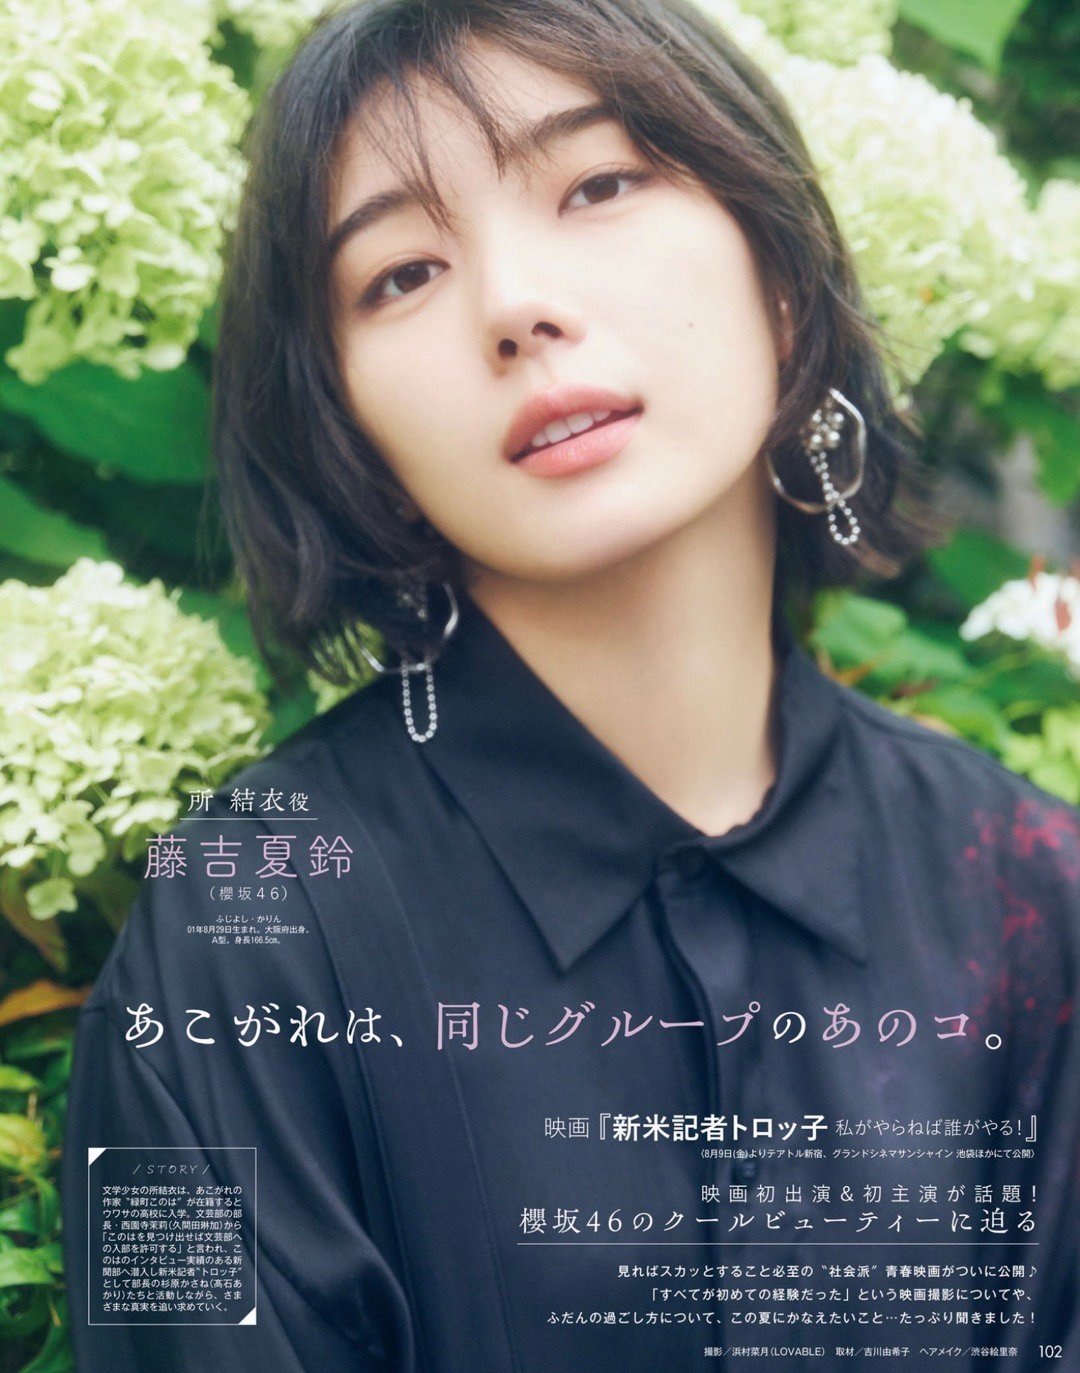 所 結衣役
藤吉夏鈴
（櫻坂46）
ふじよし・かりん
01年8月29日生まれ。大阪府出身。
A型。身長166.5cm。
あこがれは、同じグループのあのコ。
映画『新米記者トロッ子 私がやらねば誰がやる！』
〈8月9日(金)よりテアトル新宿、グランドシネマサンシャイン 池袋ほかにて公開〉
映画初出演＆初主演が話題！
櫻坂46のクールビューティーに迫る
見ればスカッとすること必至の〝社会派〟青春映画がついに公開♪
「すべてが初めての経験だった」という映画撮影についてや、
ふだんの過ごし方について、この夏にかなえたいこと…たっぷり聞きました！
/ STORY /
文学少女の所結衣は、あこがれの
作家〝緑町このは〟が在籍すると
ウワサの高校に入学。文芸部の部
長・西園寺茉莉(久間田琳加)から
「このはを見つけ出せば文芸部へ
の入部を許可する」と言われ、こ
のはのインタビュー実績のある新
聞部へ潜入し新米記者〝トロッ子〟
として部長の杉原かさね(髙石あ
かり)たちと活動しながら、さま
ざまな真実を追い求めていく。
撮影／浜村菜月(LOVABLE) 取材／吉川由希子 ヘアメイク／渋谷絵里奈 102